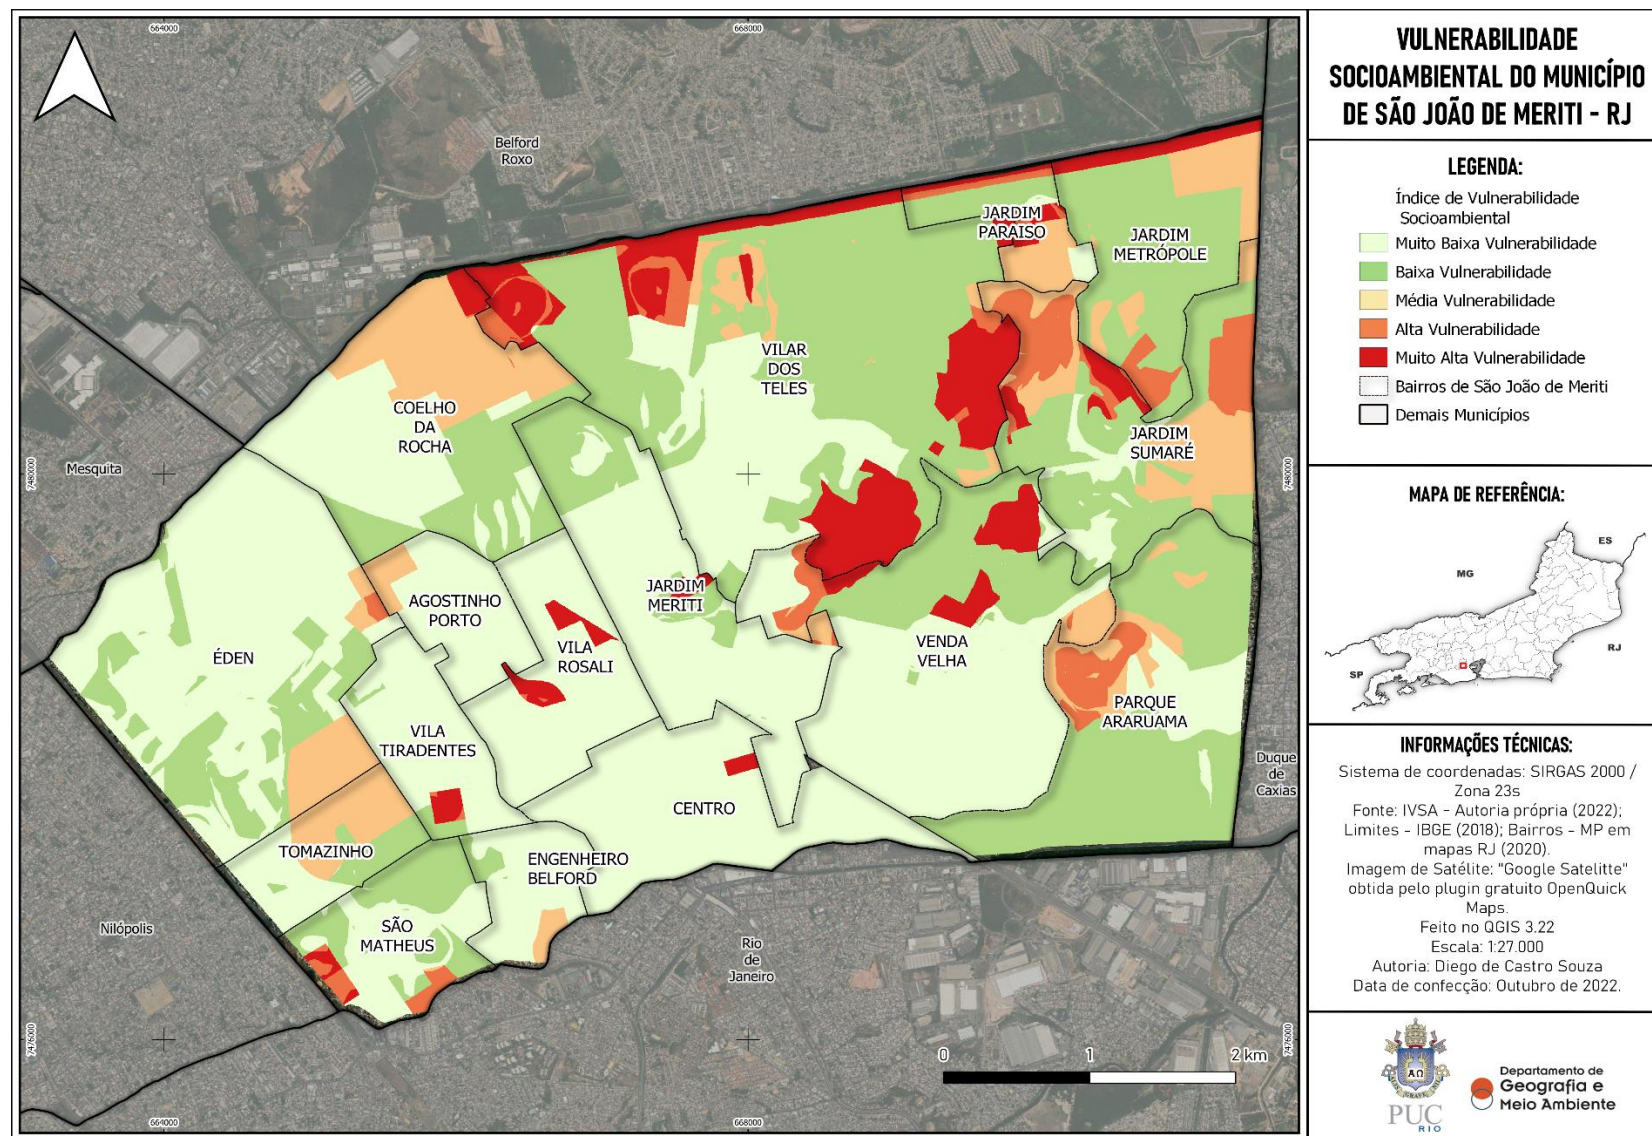 664000
668000
Belford
Roxo
JARDIM
PARAISO
JARDIM
METRÓPOLE
VILAR
DOS
TELES
COELHO
DA
ROCHA
JARDIM
SUMARÉ
Mesquita
7480000
7480000
JARDIM
MERITI
AGOSTINHO
PORTO
VILA
ROSALI
VENDA
VELHA
ÉDEN
PARQUE
ARARUAMA
VILA
TIRADENTES
Duque
de
Caxias
CENTRO
TOMAZINHO
ENGENHEIRO
BELFORD
SÃO
MATHEUS
Nilópolis
Rio
de
Janeiro
7476000
7476000
0 1 2 km
664000
668000
VULNERABILIDADE
SOCIOAMBIENTAL DO MUNICÍPIO
DE SÃO JOÃO DE MERITI - RJ
LEGENDA:
Índice de Vulnerabilidade
Socioambiental
Muito Baixa Vulnerabilidade
Baixa Vulnerabilidade
Média Vulnerabilidade
Alta Vulnerabilidade
Muito Alta Vulnerabilidade
Bairros de São João de Meriti
Demais Municípios
MAPA DE REFERÊNCIA:
ES
MG
RJ
SP
INFORMAÇÕES TÉCNICAS:
Sistema de coordenadas: SIRGAS 2000 /
Zona 23s
Fonte: IVSA - Autoria própria (2022);
Limites - IBGE (2018); Bairros - MP em
mapas RJ (2020).
Imagem de Satélite: "Google Satelitte"
obtida pelo plugin gratuito OpenQuick
Maps.
Feito no QGIS 3.22
Escala: 1:27.000
Autoria: Diego de Castro Souza
Data de confecção: Outubro de 2022.
ΑΩ
PUC
RIO
Departamento de
Geografia e
Meio Ambiente